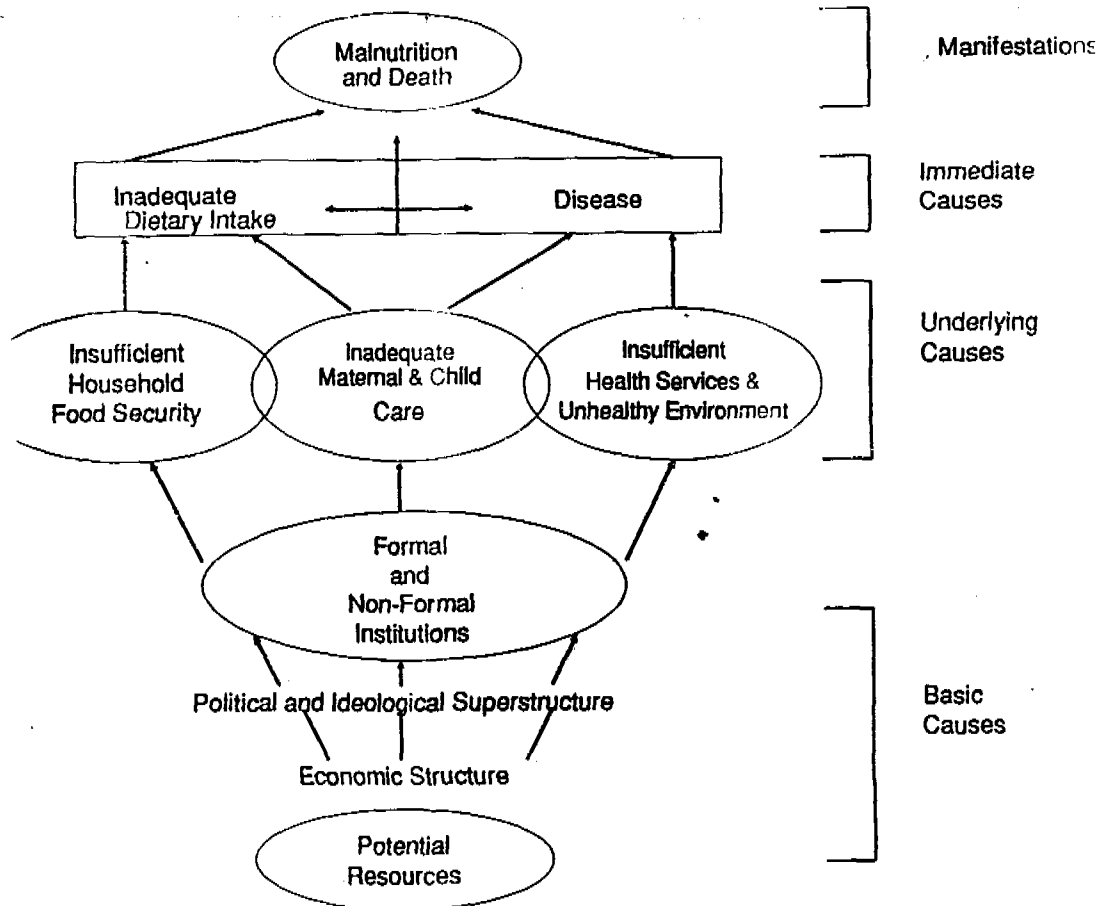 Malnutrition
and Death
Manifestations
Inadequate
Dietary Intake
Disease
Immediate
Causes
Insufficient
Household
Food Security
Inadequate
Maternal & Child
Care
Insufficient
Health Services &
Unhealthy Environment
Underlying
Causes
Formal
and
Non-Formal
Institutions
Political and Ideological Superstructure
Economic Structure
Potential
Resources
Basic
Causes